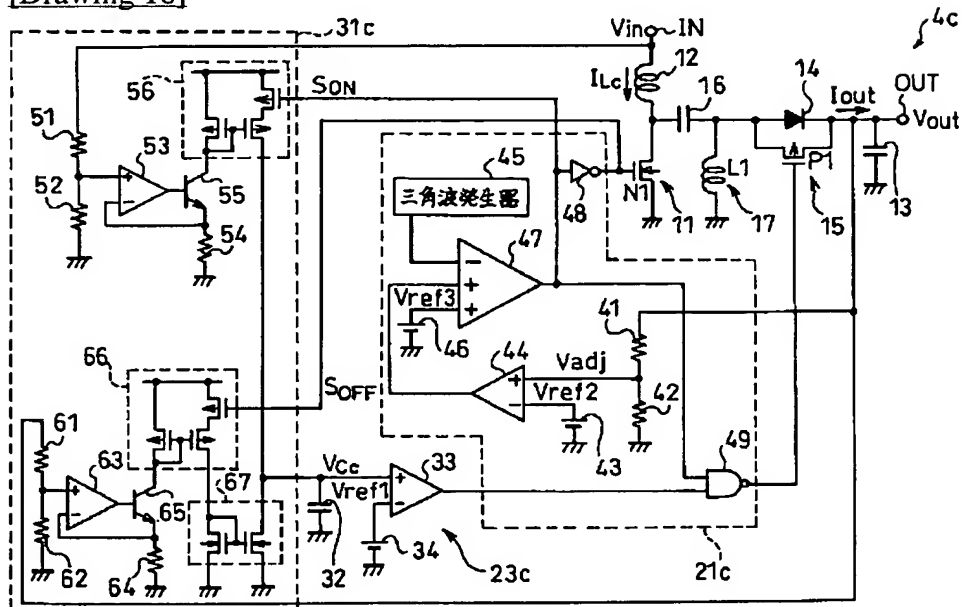 [Drawing 18]
31c
Vin
IN
4c
56
12
ILc
16
14
OUT
Iout
Vout
SON
51
53
55
52
54
45
三角波発生器
48
N1
11
L1
17
P1
15
13
47
Vref3
46
41
44
Vadj
Vref2
42
43
66
SOFF
61
63
65
62
64
67
VCc
Vref1
33
32
34
23c
49
21c